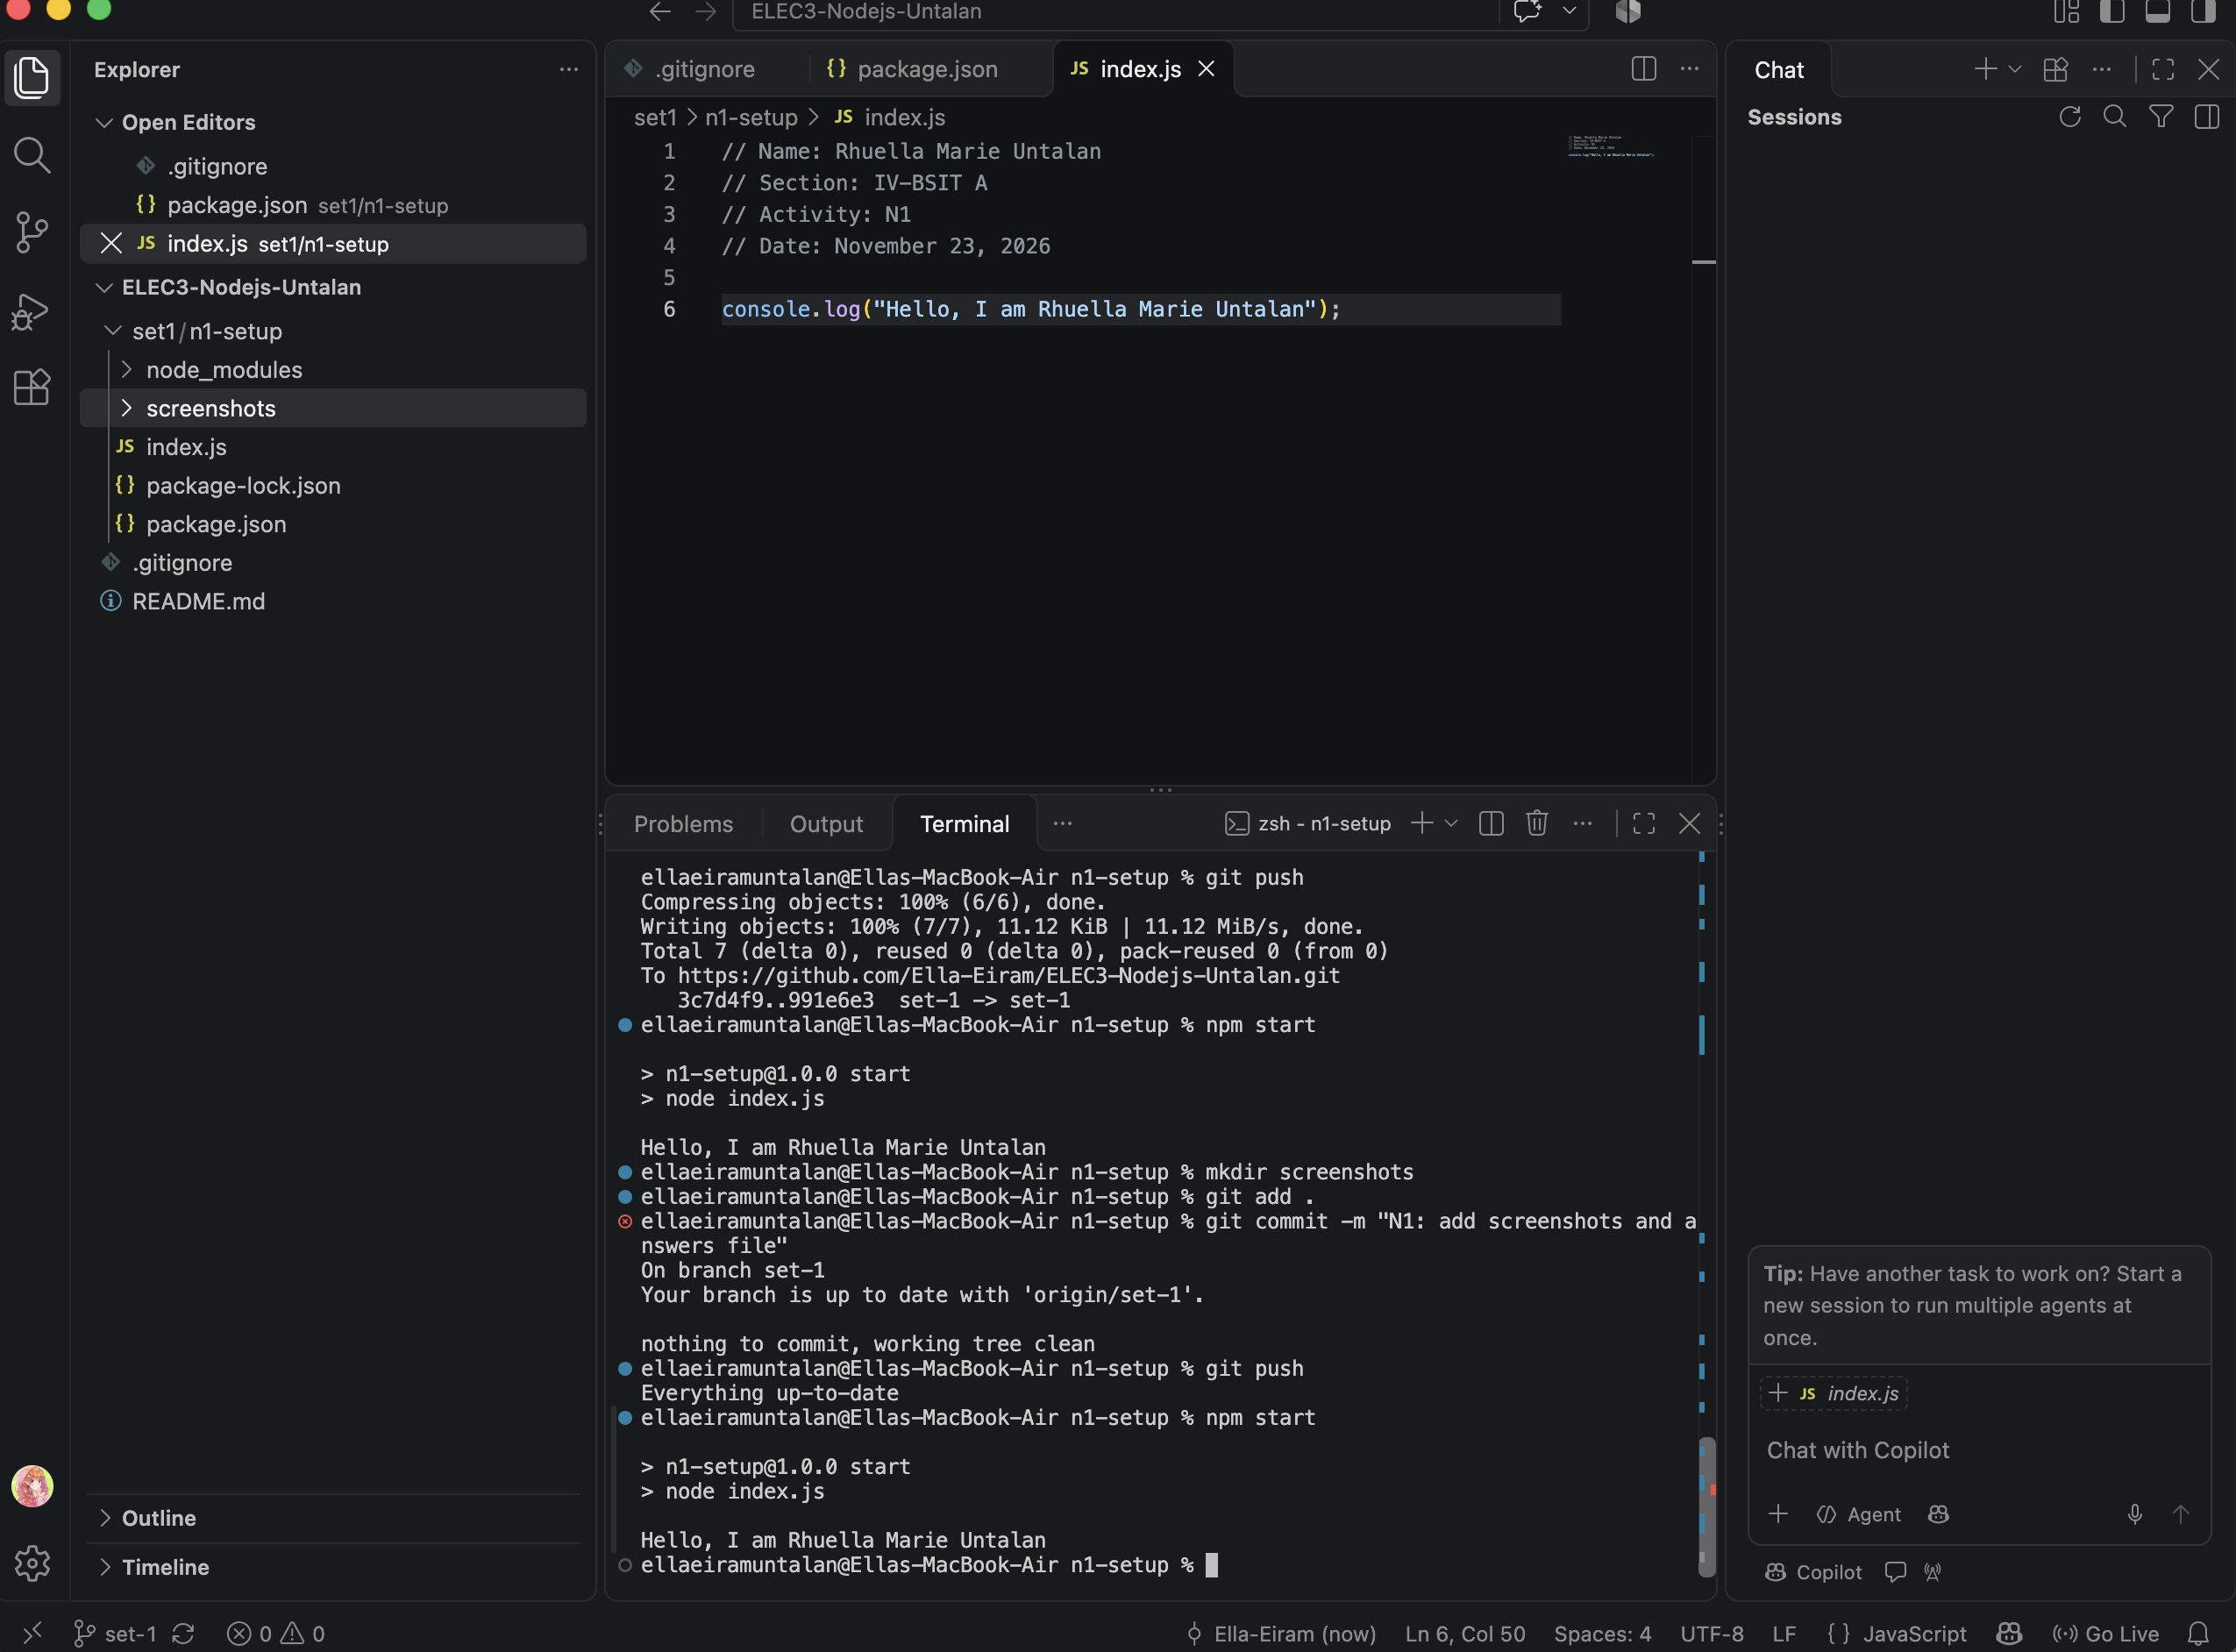 ELEC3-Nodejs-Untalan
Explorer
Open Editors
.gitignore
package.json set1/n1-setup
index.js set1/n1-setup
ELEC3-Nodejs-Untalan
set1/n1-setup
node_modules
screenshots
index.js
package-lock.json
package.json
.gitignore
README.md
Outline
Timeline
.gitignore
package.json
index.js
set1 > n1-setup > JS index.js
1 // Name: Rhuella Marie Untalan
2 // Section: IV-BSIT A
3 // Activity: N1
4 // Date: November 23, 2026
5
6 console.log("Hello, I am Rhuella Marie Untalan");
Problems
Output
Terminal
zsh - n1-setup
ellaeiramuntalan@Ellas-MacBook-Air n1-setup % git push
Compressing objects: 100% (6/6), done.
Writing objects: 100% (7/7), 11.12 KiB | 11.12 MiB/s, done.
Total 7 (delta 0), reused 0 (delta 0), pack-reused 0 (from 0)
To https://github.com/Ella-Eiram/ELEC3-Nodejs-Untalan.git
3c7d4f9..991e6e3 set-1 -> set-1
ellaeiramuntalan@Ellas-MacBook-Air n1-setup % npm start
> n1-setup@1.0.0 start
> node index.js
Hello, I am Rhuella Marie Untalan
ellaeiramuntalan@Ellas-MacBook-Air n1-setup % mkdir screenshots
ellaeiramuntalan@Ellas-MacBook-Air n1-setup % git add .
ellaeiramuntalan@Ellas-MacBook-Air n1-setup % git commit -m "N1: add screenshots and a
nswers file"
On branch set-1
Your branch is up to date with 'origin/set-1'.
nothing to commit, working tree clean
ellaeiramuntalan@Ellas-MacBook-Air n1-setup % git push
Everything up-to-date
ellaeiramuntalan@Ellas-MacBook-Air n1-setup % npm start
> n1-setup@1.0.0 start
> node index.js
Hello, I am Rhuella Marie Untalan
ellaeiramuntalan@Ellas-MacBook-Air n1-setup %
Chat
Sessions
Tip: Have another task to work on? Start a
new session to run multiple agents at
once.
JS index.js
Chat with Copilot
Agent
Copilot
set-1
0
0
Ella-Eiram (now)
Ln 6, Col 50
Spaces: 4
UTF-8
LF
{ } JavaScript
Go Live